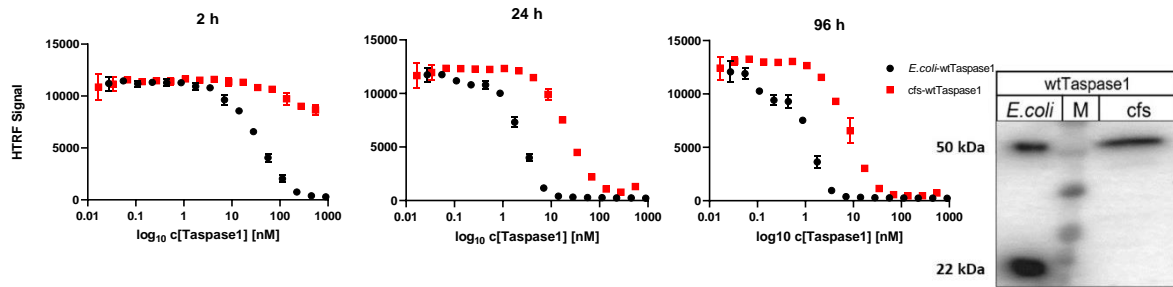 2 h
24 h
96 h
HTRF Signal
15000
10000
5000
0
0.01 0.1 1 10 100 1000
log10 c[Taspase1] [nM]
15000
10000
5000
0
0.01 0.1 1 10 100 1000
log10 c[Taspase1] [nM]
15000
10000
5000
0
0.01 0.1 1 10 100 1000
log10 c[Taspase1] [nM]
E.coli-wtTaspase1
cfs-wtTaspase1
wtTaspase1
E.coli M cfs
50 kDa
22 kDa